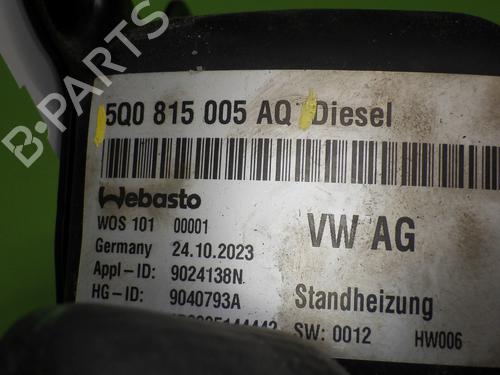 5Q0 815 005 AQ Diesel
Webasto
WOS 101 00001
VW AG
Germany 24.10.2023
Appl-ID: 9024138N
HG-ID: 9040793A
Standheizung
SW: 0012 HW006
B-PARTS